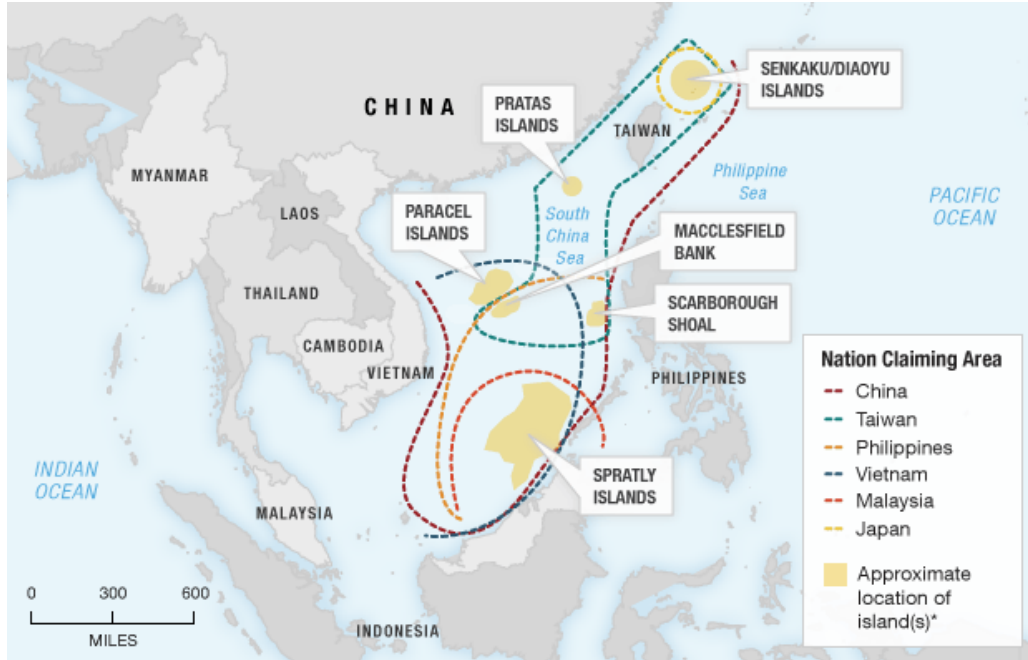 CHINA
SENKAKU/DIAOYU
ISLANDS
PRATAS
ISLANDS
TAIWAN
MYANMAR
Philippine
Sea
PACIFIC
OCEAN
LAOS
PARACEL
ISLANDS
South
China
Sea
MACCLESFIELD
BANK
THAILAND
SCARBOROUGH
SHOAL
CAMBODIA
VIETNAM
PHILIPPINES
INDIAN
OCEAN
SPRATLY
ISLANDS
MALAYSIA
INDONESIA
0 300 600
MILES
Nation Claiming Area
China
Taiwan
Philippines
Vietnam
Malaysia
Japan
Approximate
location of
island(s)*